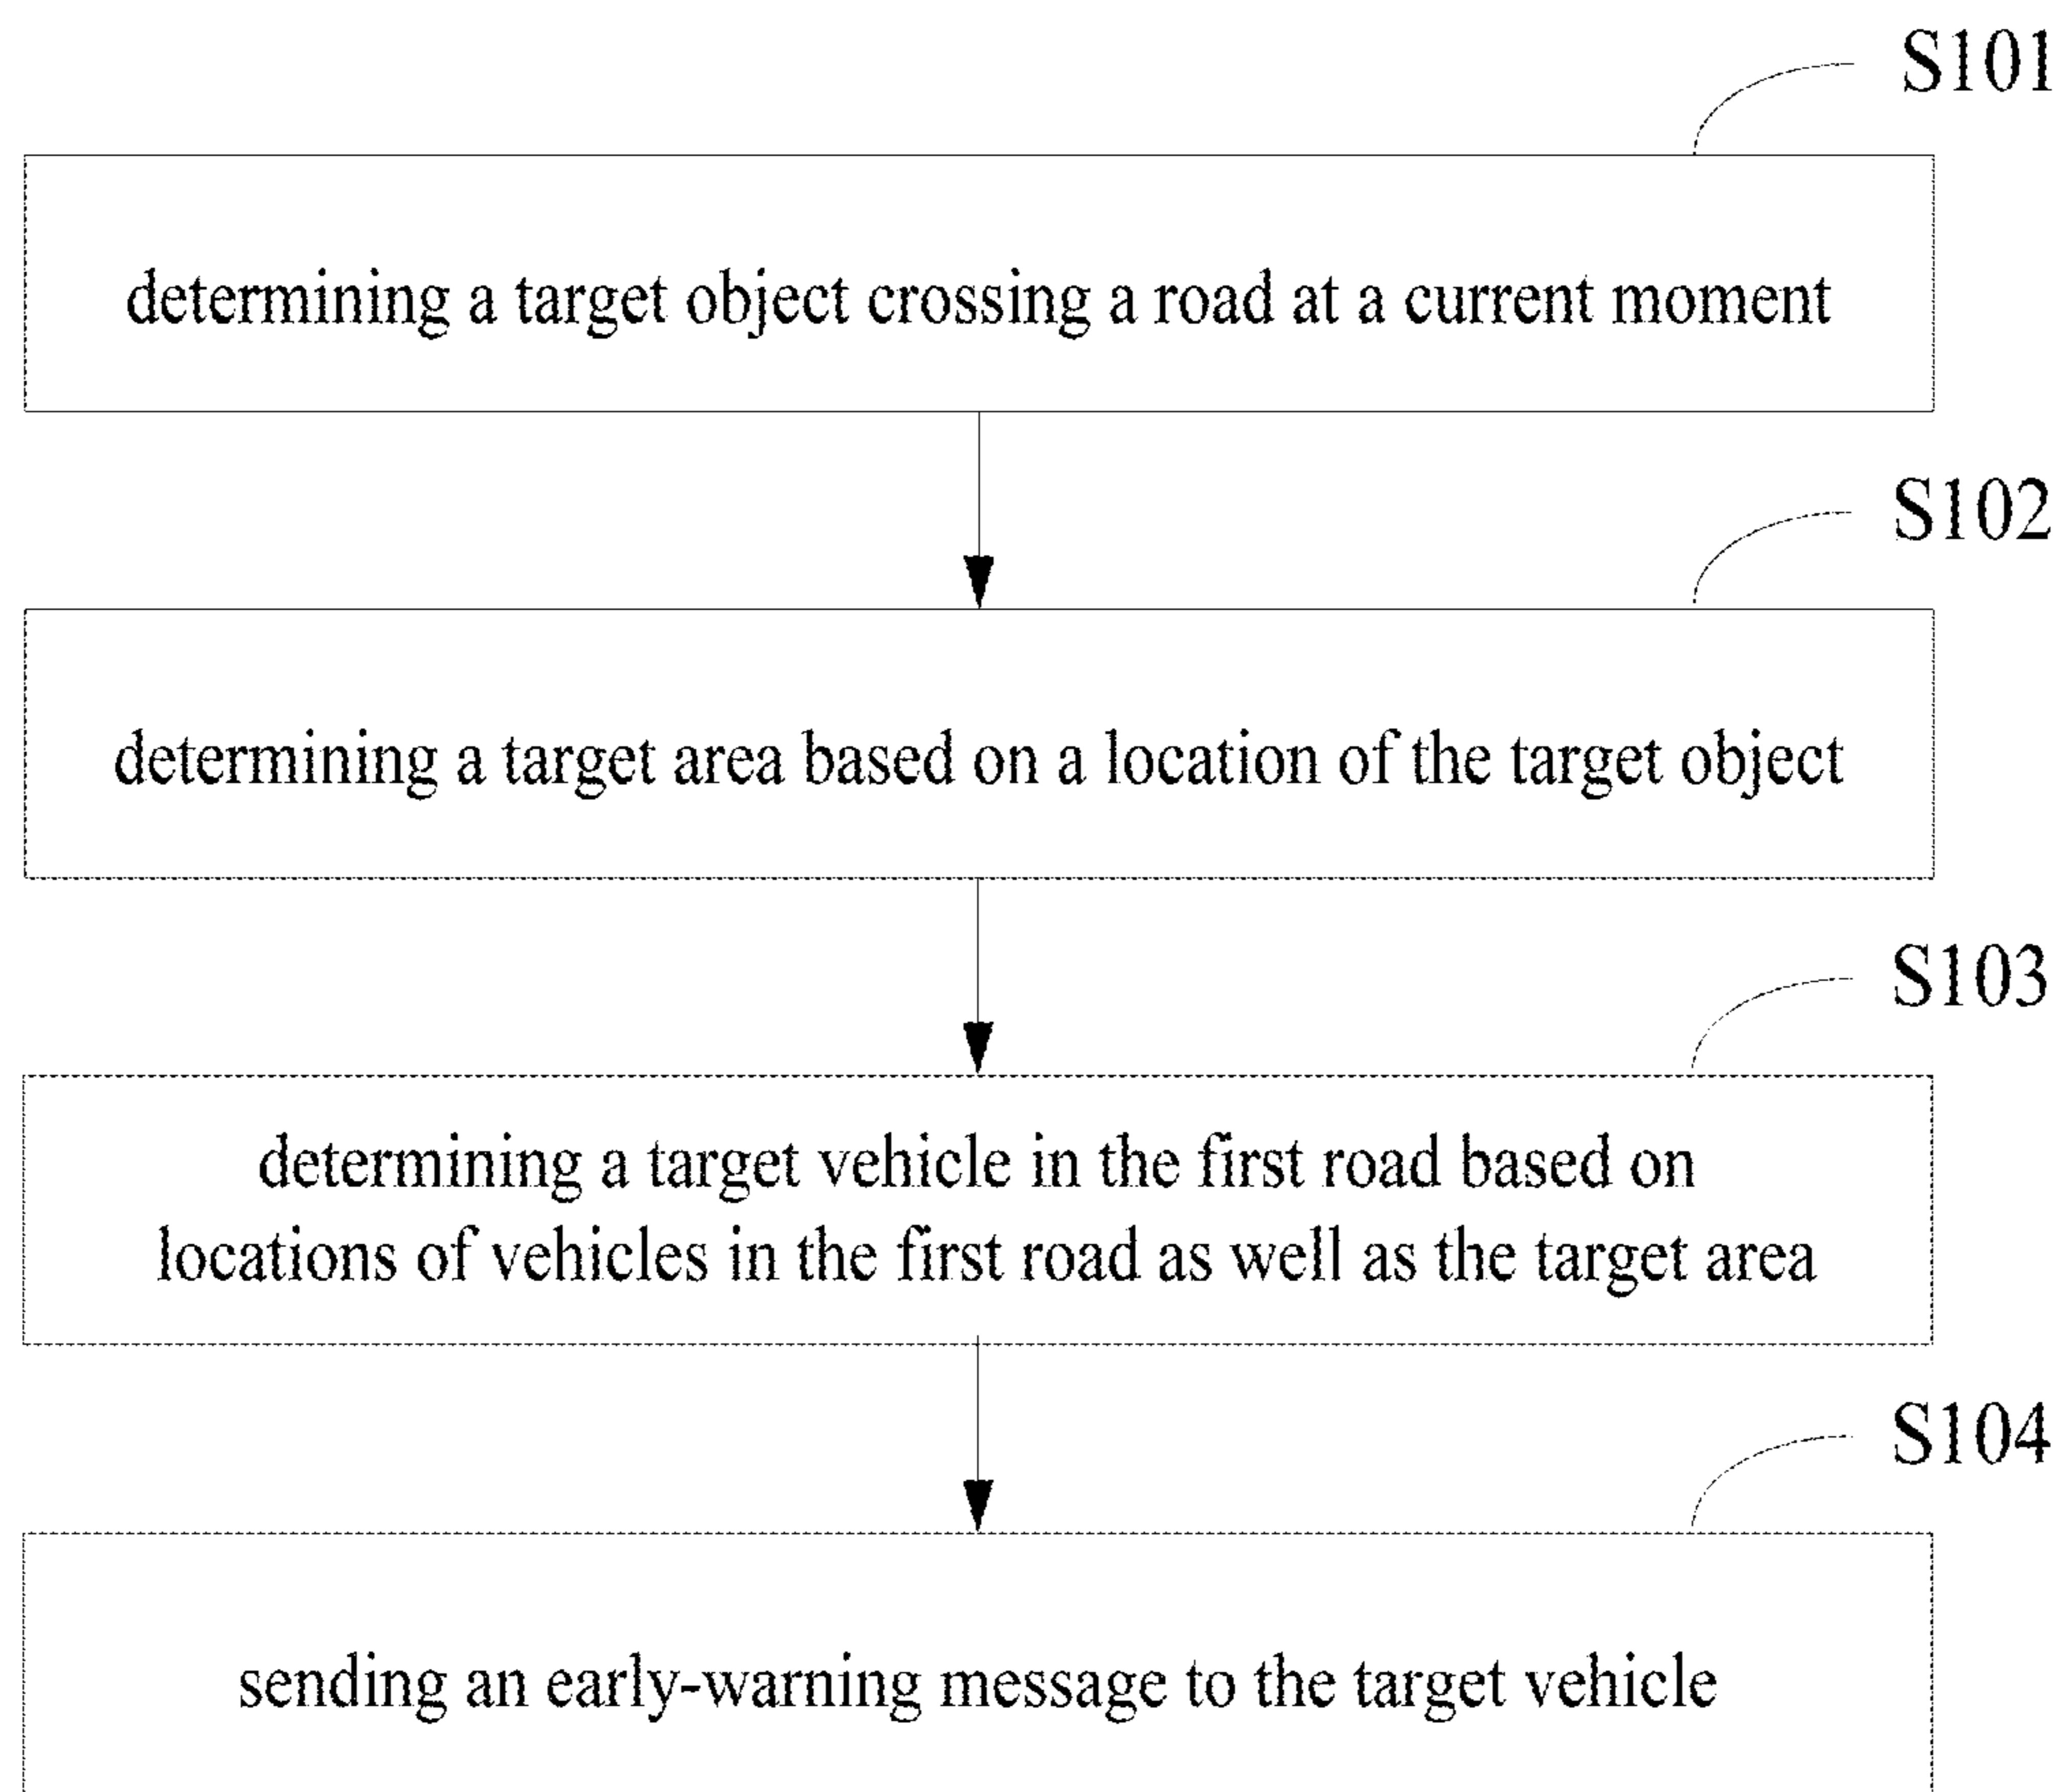 S101
determining a target object crossing a road at a current moment
S102
determining a target area based on a location of the target object
S103
determining a target vehicle in the first road based on
locations of vehicles in the first road as well as the target area
S104
sending an early-warning message to the target vehicle